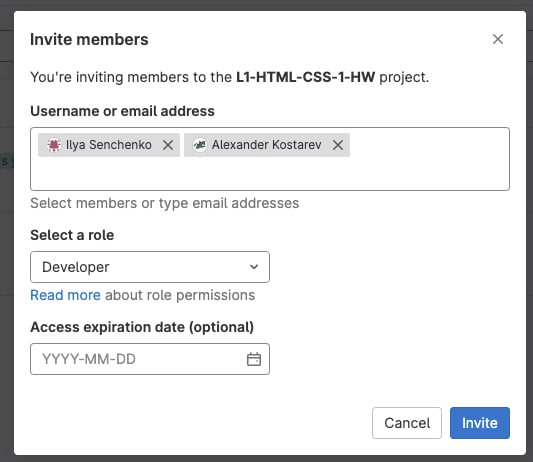 Invite members
You're inviting members to the L1-HTML-CSS-1-HW project.
Username or email address
Ilya Senchenko Alexander Kostarev
Select members or type email addresses
Select a role
Developer
Read more about role permissions
Access expiration date (optional)
YYYY-MM-DD
Cancel Invite